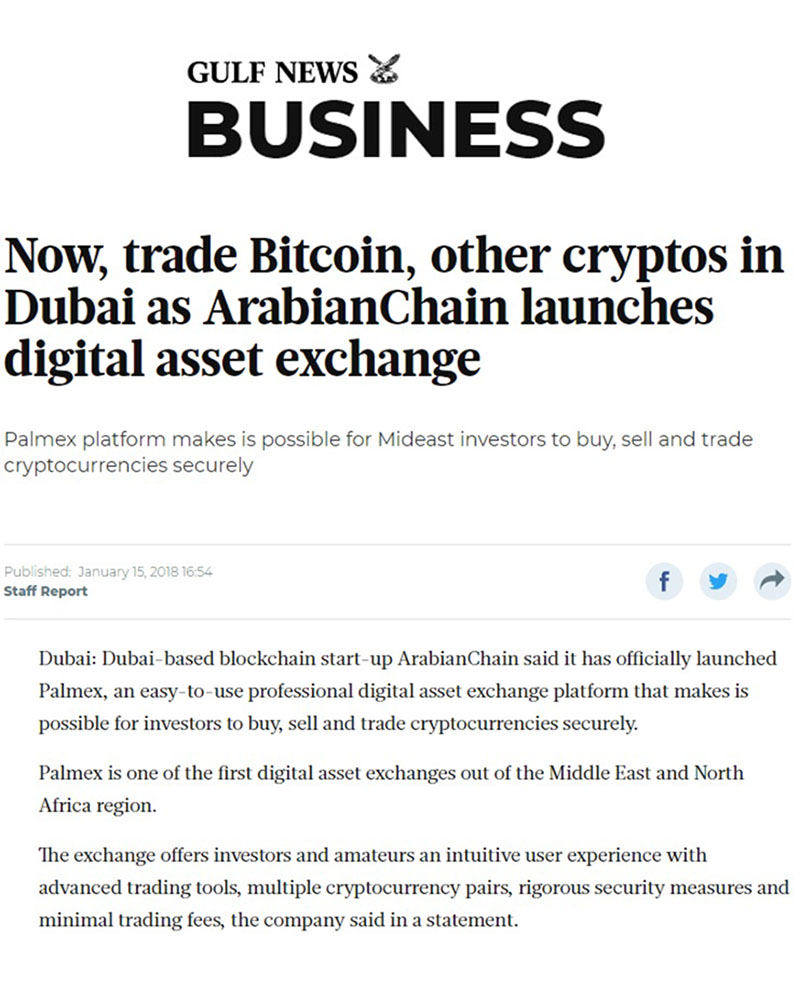 GULF NEWS
BUSINESS
Now, trade Bitcoin, other cryptos in
Dubai as ArabianChain launches
digital asset exchange
Palmex platform makes is possible for Mideast investors to buy, sell and trade
cryptocurrencies securely
Published: January 15, 2018 16:54
Staff Report
Dubai: Dubai-based blockchain start-up ArabianChain said it has officially launched
Palmex, an easy-to-use professional digital asset exchange platform that makes is
possible for investors to buy, sell and trade cryptocurrencies securely.
Palmex is one of the first digital asset exchanges out of the Middle East and North
Africa region.
The exchange offers investors and amateurs an intuitive user experience with
advanced trading tools, multiple cryptocurrency pairs, rigorous security measures and
minimal trading fees, the company said in a statement.